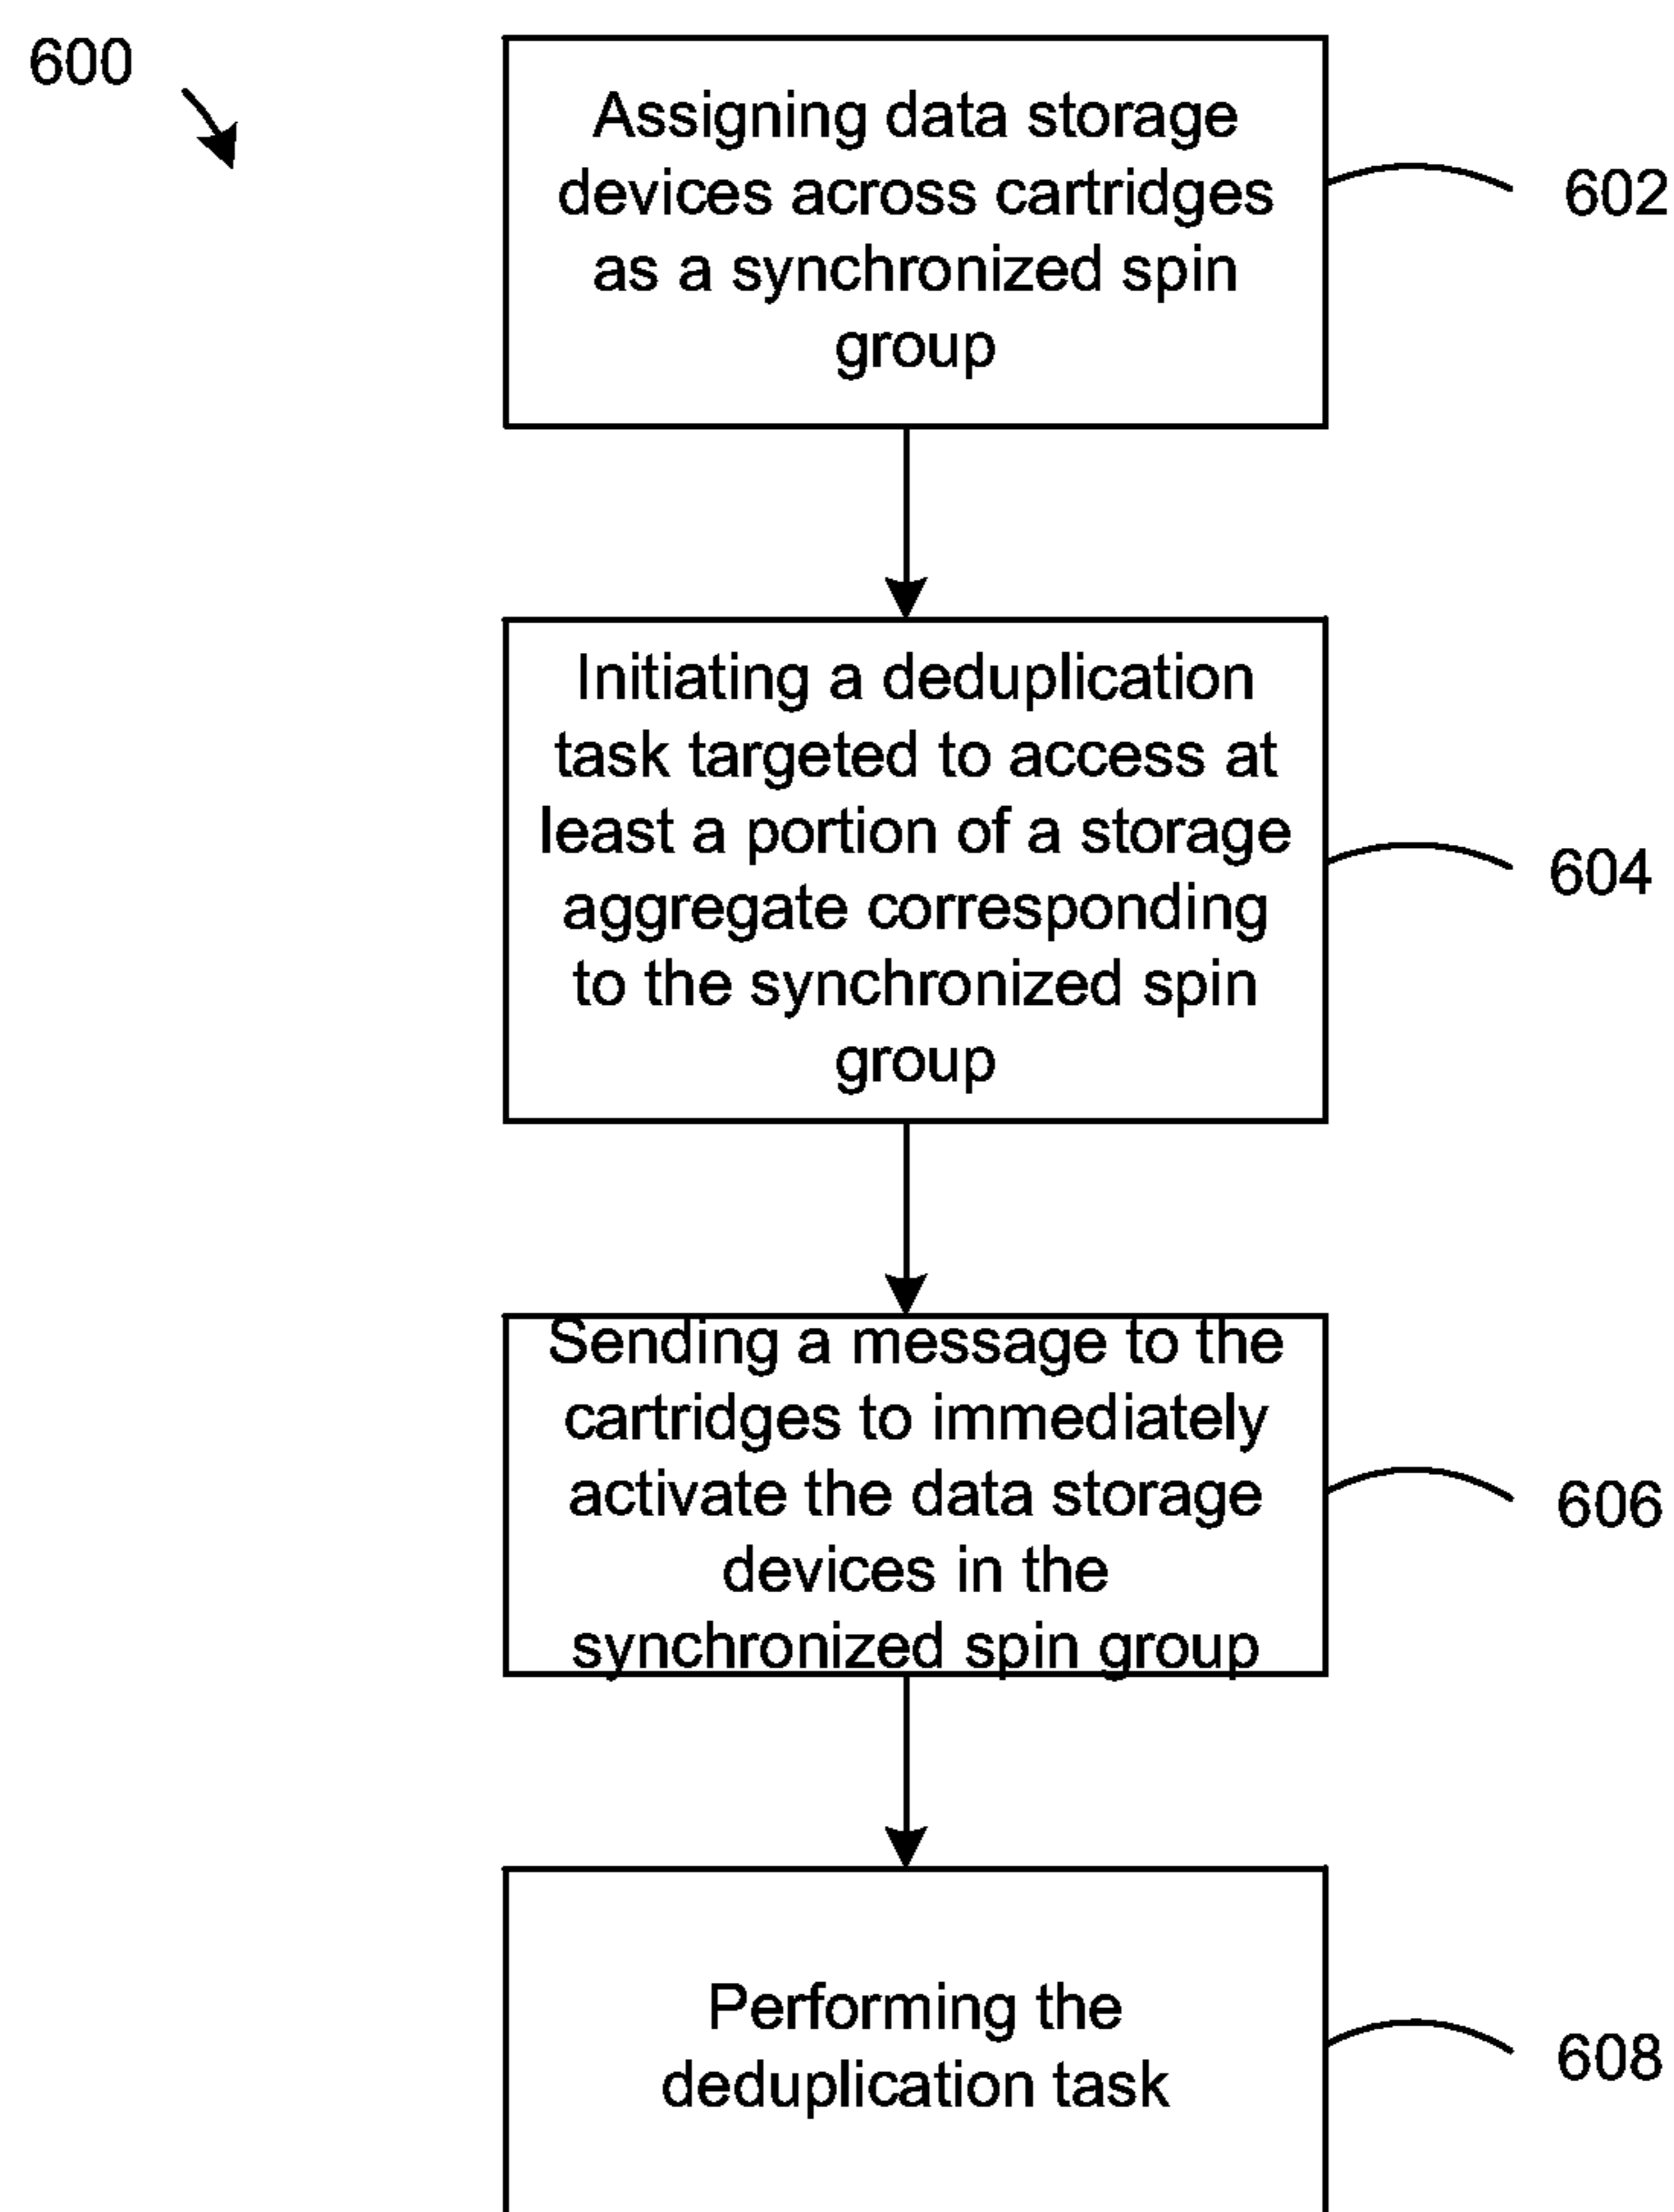 600
Assigning data storage
devices across cartridges
as a synchronized spin
group
602
Initiating a deduplication
task targeted to access at
least a portion of a storage
aggregate corresponding
to the synchronized spin
group
604
Sending a message to the
cartridges to immediately
activate the data storage
devices in the
synchronized spin group
606
Performing the
deduplication task
608